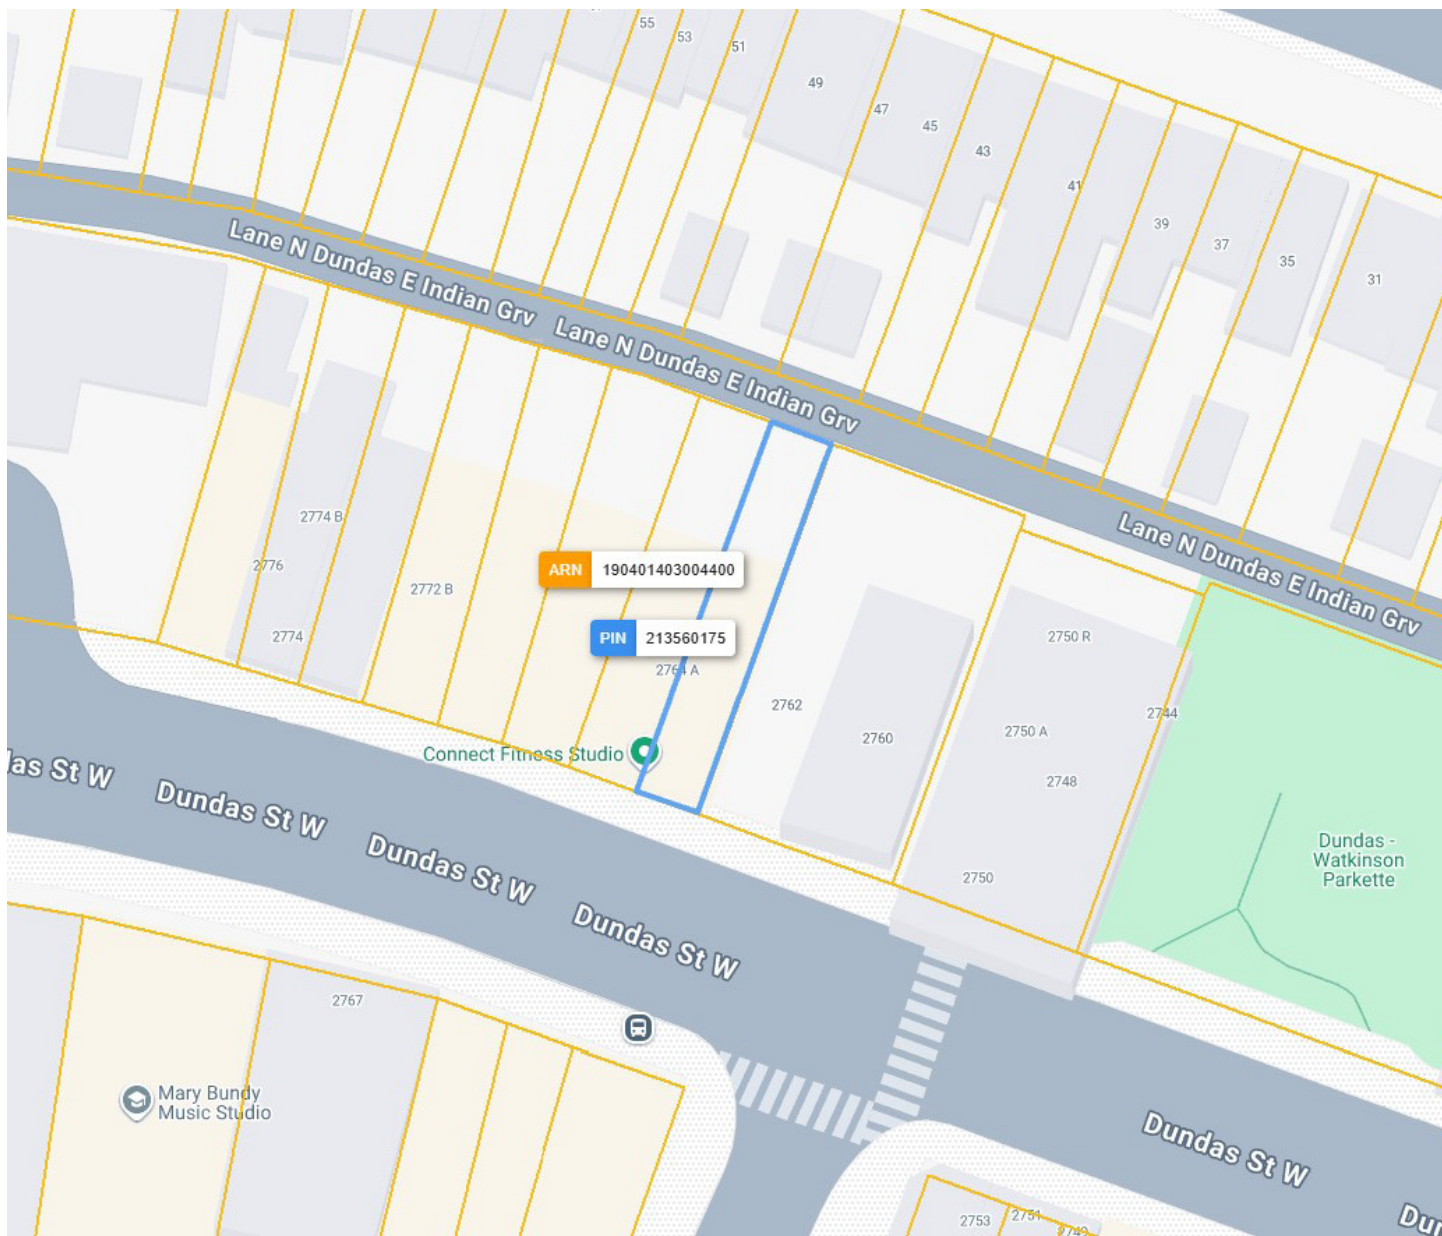 55
53
51
49
47
45
43
41
39
37
35
31
Lane N Dundas E Indian Grv
Lane N Dundas E Indian Grv
Lane N Dundas E Indian Grv
2774 B
2776
2774
2772 B
ARN 190401403004400
PIN 213560175
2764 A
2762
2760
2750 R
2750 A
2744
2748
2750
Connect Fitness Studio
Dundas -
Watkinson
Parkette
das St W
Dundas St W
Dundas St W
Dundas St W
Dundas St W
2767
Mary Bundy
Music Studio
2753
2751